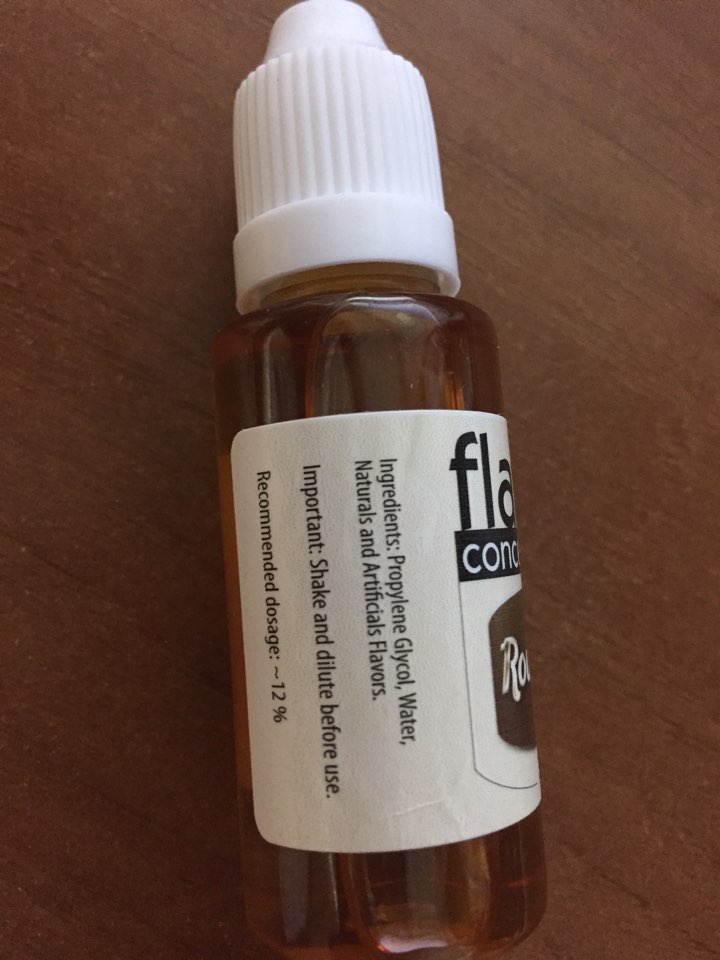 Ingredients: Propylene Glycol, Water,
Naturals and Artificials Flavors.
Important: Shake and dilute before use.
Recommended dosage: ~12 %